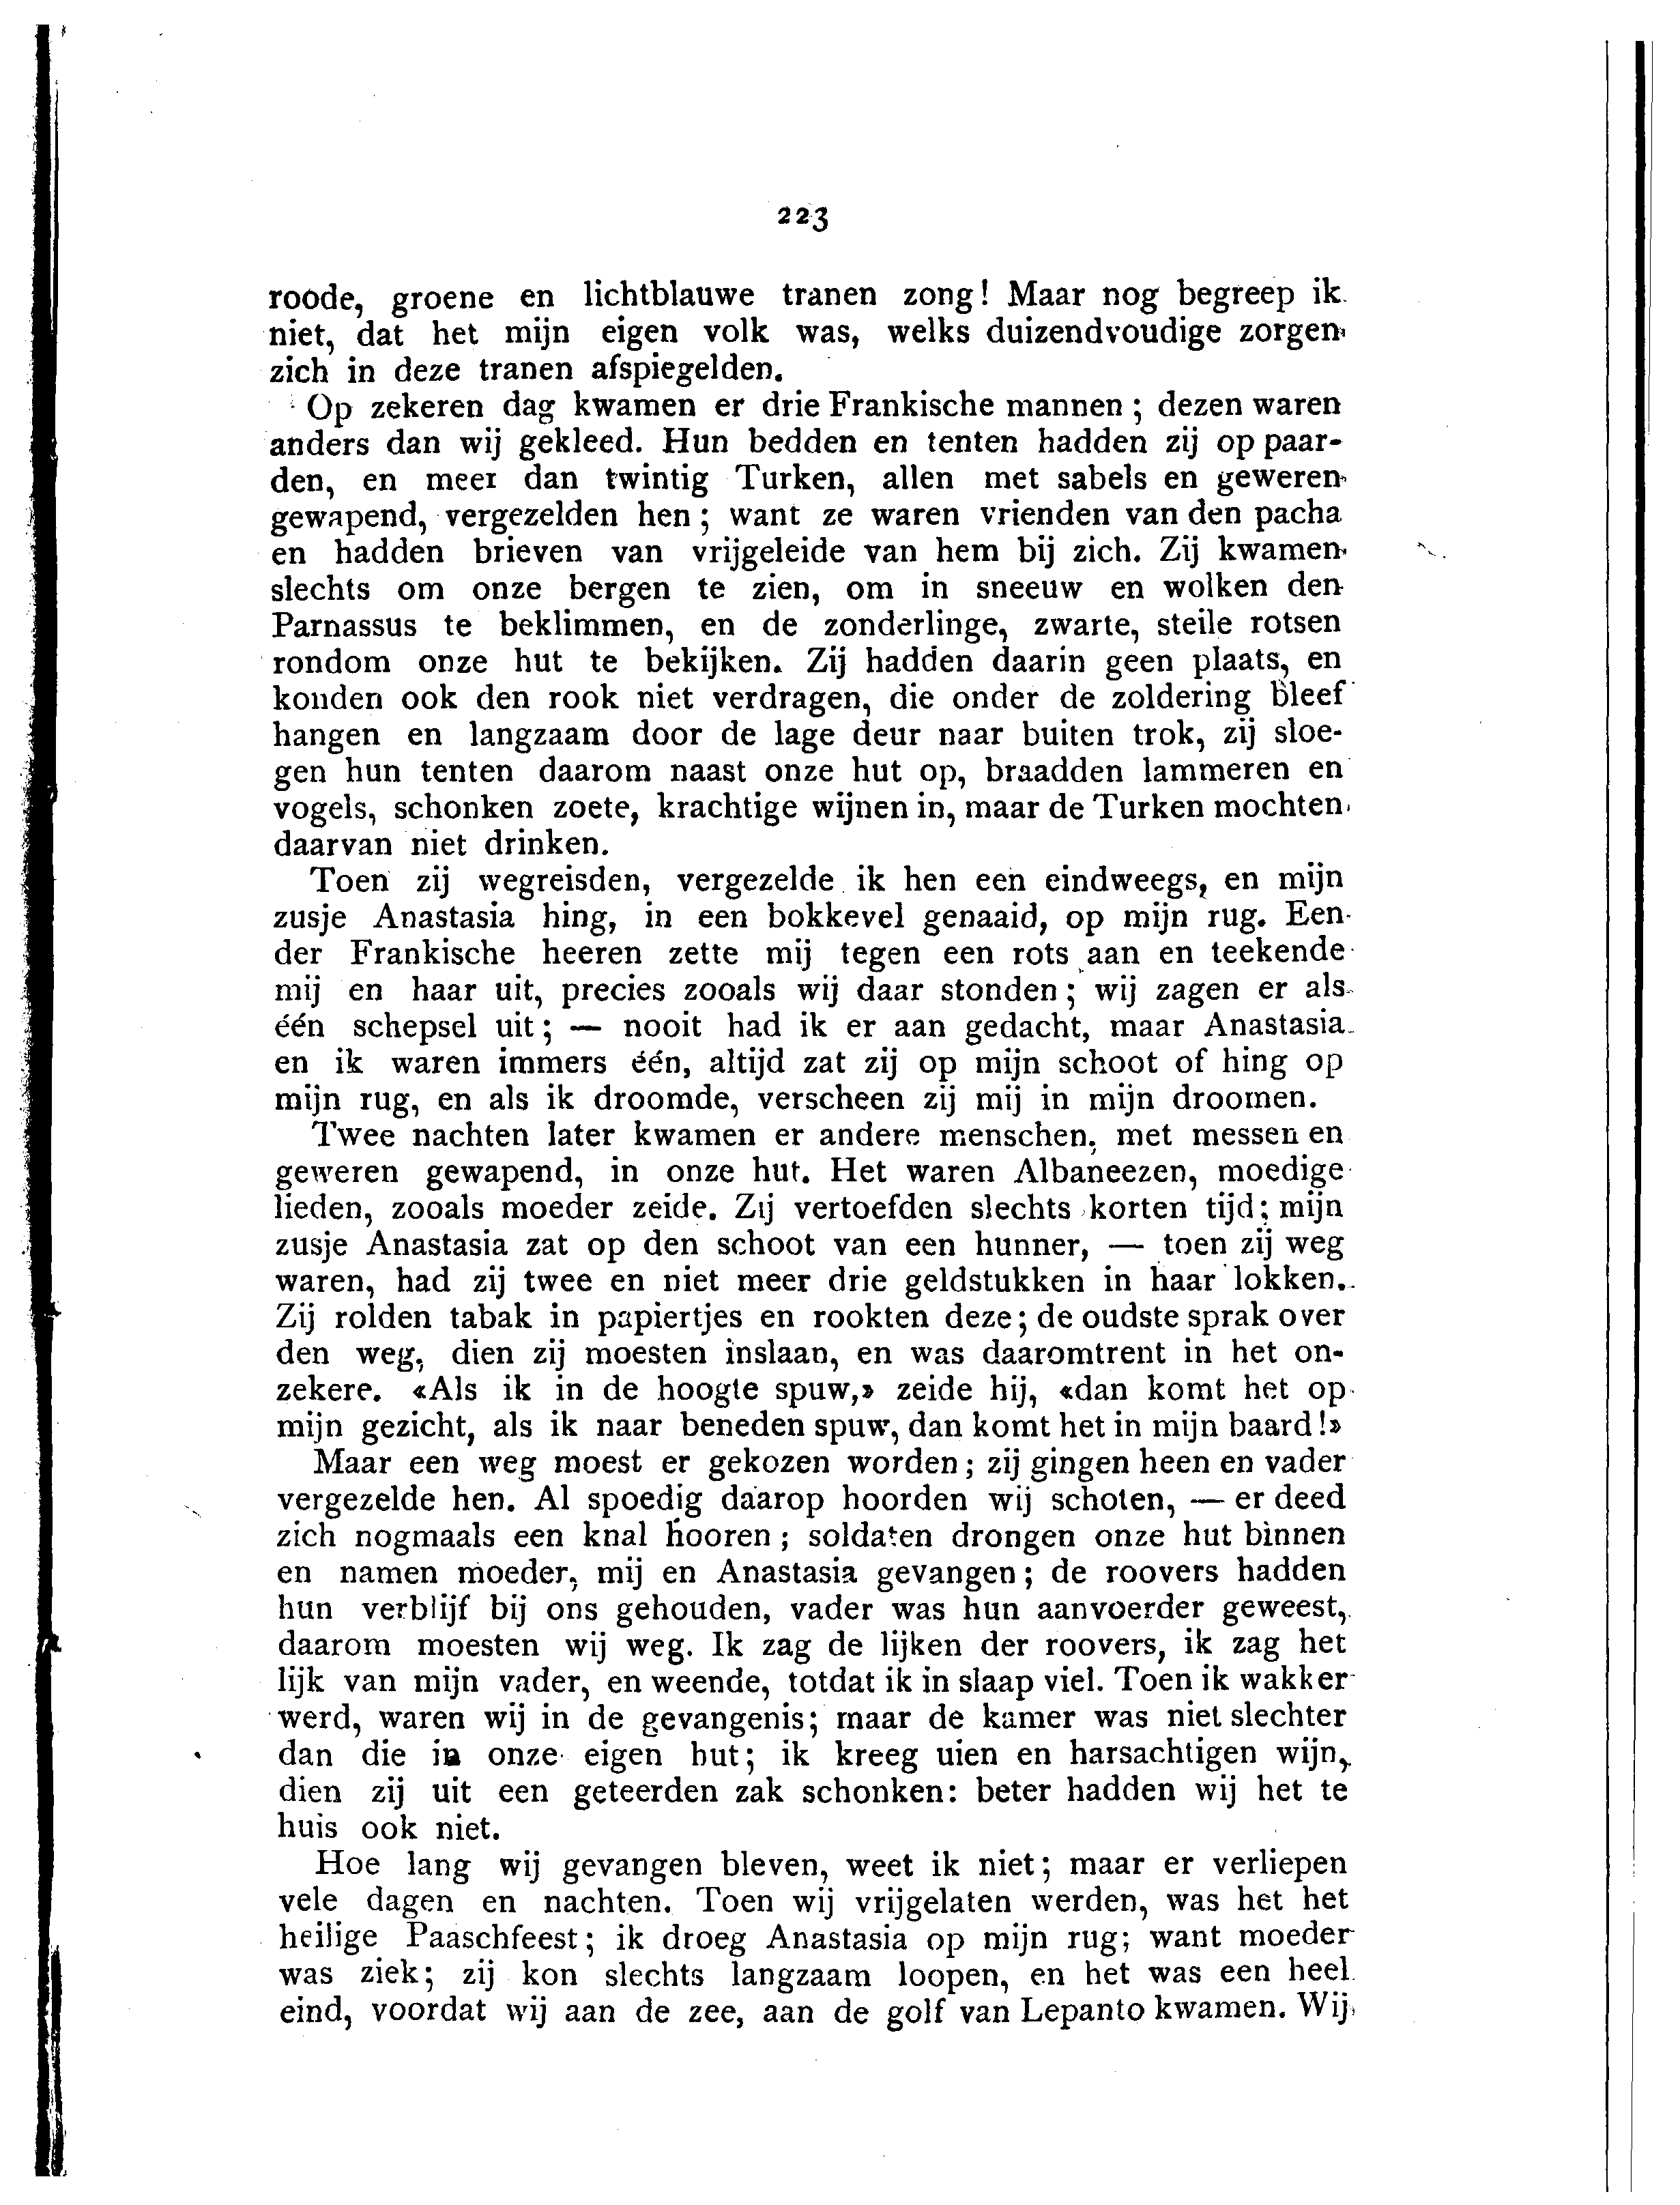 223
roode, groene en lichtblauwe tranen zong! Maar nog begreep ik
niet, dat het mijn eigen volk was, welks duizendvoudige zorgen
zich in deze tranen afspiegelden.
Op zekeren dag kwamen er drie Frankische mannen; dezen waren
anders dan wij gekleed. Hun bedden en tenten hadden zij op paar-
den, en meer dan twintig Turken, allen met sabels en geweren
gewapend, vergezelden hen; want ze waren vrienden van den pacha
en hadden brieven van vrijgeleide van hem bij zich. Zij kwamen
slechts om onze bergen te zien, om in sneeuw en wolken den
Parnassus te beklimmen, en de zonderlinge, zwarte, steile rotsen
rondom onze hut te bekijken. Zij hadden daarin geen plaats, en
konden ook den rook niet verdragen, die onder de zoldering bleef
hangen en langzaam door de lage deur naar buiten trok, zij sloe-
gen hun tenten daarom naast onze hut op, braadden lammeren en
vogels, schonken zoete, krachtige wijnen in, maar de Turken mochten
daarvan niet drinken.
Toen zij wegreisden, vergezelde ik hen een eindweegs, en mijn
zusje Anastasia hing, in een bokkevel genaaid, op mijn rug. Een
der Frankische heeren zette mij tegen een rots aan en teekende
mij en haar uit, precies zooals wij daar stonden; wij zagen er als
één schepsel uit; — nooit had ik er aan gedacht, maar Anastasia
en ik waren immers één, altijd zat zij op mijn schoot of hing op
mijn rug, en als ik droomde, verscheen zij mij in mijn droomen.
Twee nachten later kwamen er andere menschen, met messen en
geweren gewapend, in onze hut. Het waren Albaneezen, moedige
lieden, zooals moeder zeide. Zij vertoefden slechts korten tijd; mijn
zusje Anastasia zat op den schoot van een hunner, — toen zij weg
waren, had zij twee en niet meer drie geldstukken in haar lokken.
Zij rolden tabak in papiertjes en rookten deze; de oudste sprak over
den weg, dien zij moesten inslaan, en was daaromtrent in het on-
zekere. «Als ik in de hoogte spuw,» zeide hij, «dan komt het op
mijn gezicht, als ik naar beneden spuw, dan komt het in mijn baard!»
Maar een weg moest er gekozen worden; zij gingen heen en vader
vergezelde hen. Al spoedig daarop hoorden wij schoten, — er deed
zich nogmaals een knal hooren; soldaten drongen onze hut binnen
en namen moeder, mij en Anastasia gevangen; de roovers hadden
hun verblijf bij ons gehouden, vader was hun aanvoerder geweest,
daarom moesten wij weg. Ik zag de lijken der roovers, ik zag het
lijk van mijn vader, en weende, totdat ik in slaap viel. Toen ik wakker
werd, waren wij in de gevangenis; maar de kamer was niet slechter
dan die in onze eigen hut; ik kreeg uien en harsachtigen wijn,
dien zij uit een geteerden zak schonken: beter hadden wij het te
huis ook niet.
Hoe lang wij gevangen bleven, weet ik niet; maar er verliepen
vele dagen en nachten. Toen wij vrijgelaten werden, was het het
heilige Paaschfeest; ik droeg Anastasia op mijn rug; want moeder
was ziek; zij kon slechts langzaam loopen, en het was een heel
eind, voordat wij aan de zee, aan de golf van Lepanto kwamen. Wij